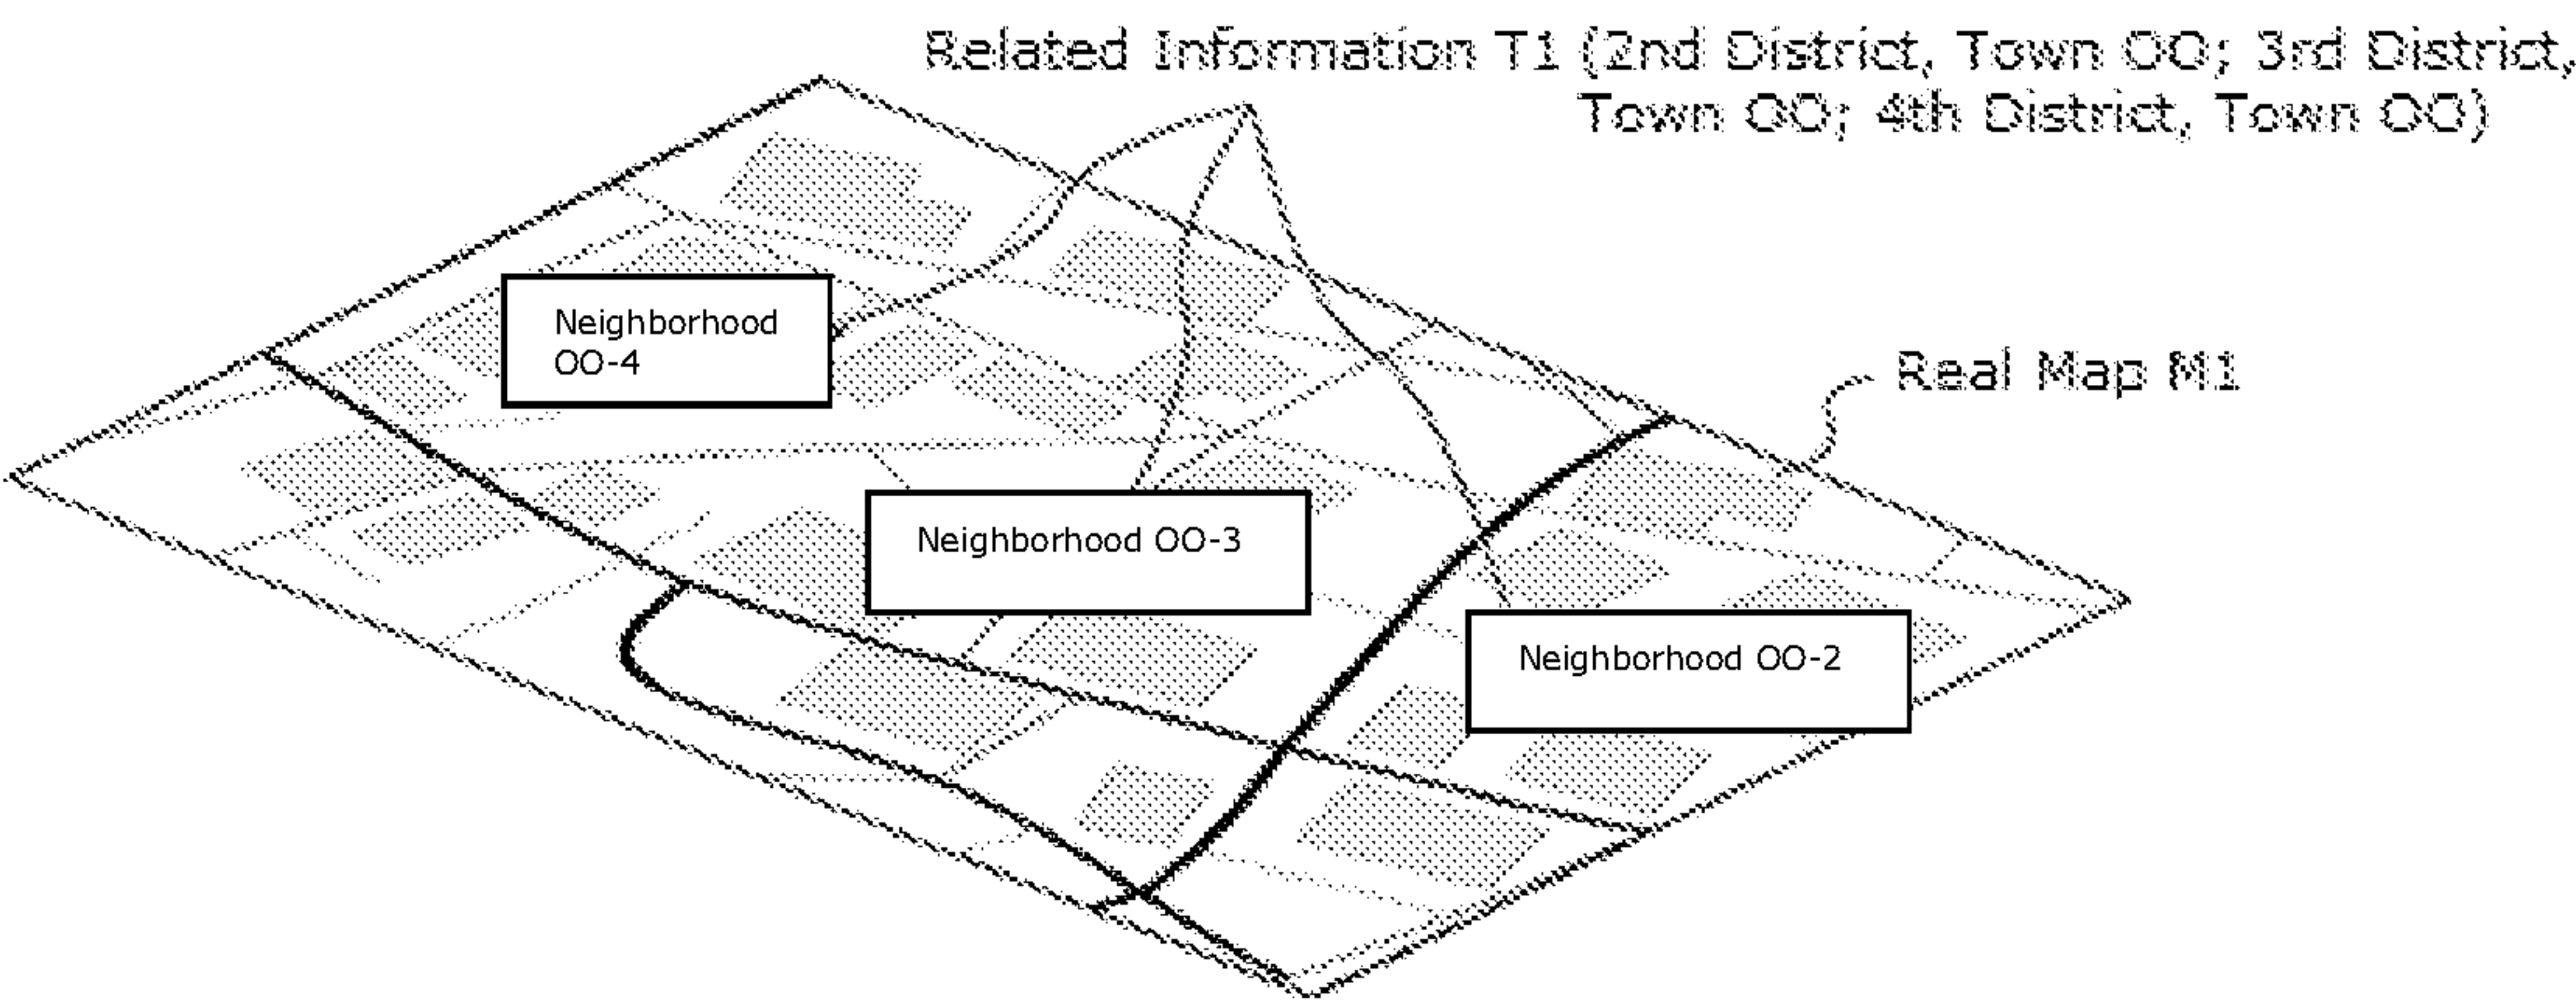 Related Information T1 (2nd District, Town OO; 3rd District,
Town OO; 4th District, Town OO)
Neighborhood
OO-4
Real Map M1
Neighborhood OO-3
Neighborhood OO-2